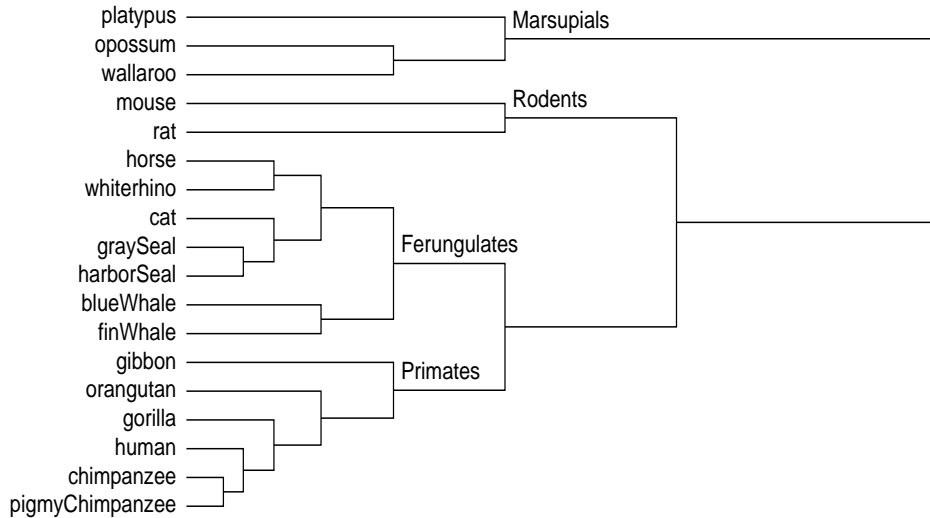 platypus
Marsupials
opossum
wallaroo
mouse
Rodents
rat
horse
whiterhino
cat
graySeal
Ferungulates
harborSeal
blueWhale
finWhale
gibbon
Primates
orangutan
gorilla
human
chimpanzee
pigmyChimpanzee